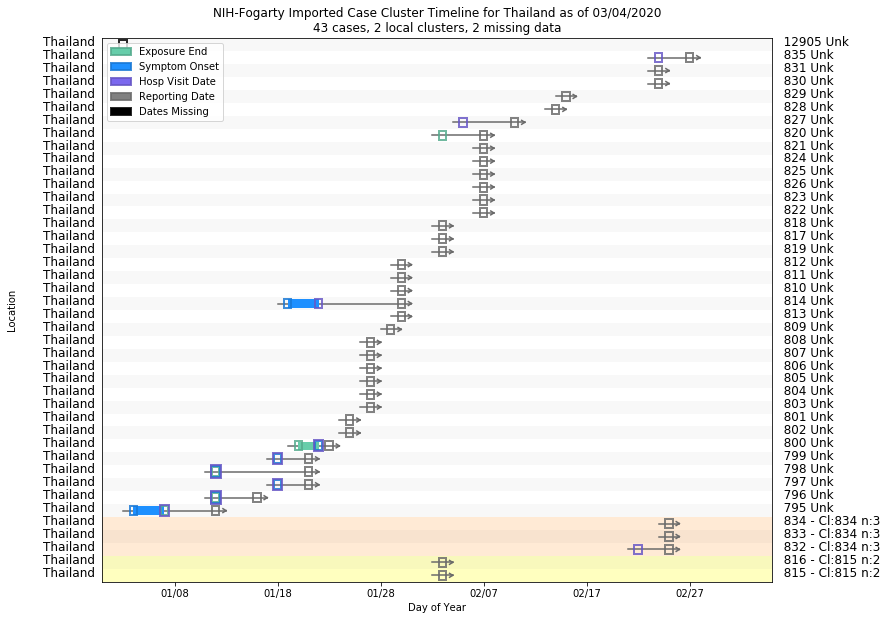 NIH-Fogarty Imported Case Cluster Timeline for Thailand as of 03/04/2020
43 cases, 2 local clusters, 2 missing data
Exposure End
Symptom Onset
Hosp Visit Date
Reporting Date
Dates Missing
Location
Thailand 12905 Unk
Thailand 835 Unk
Thailand 831 Unk
Thailand 830 Unk
Thailand 829 Unk
Thailand 828 Unk
Thailand 827 Unk
Thailand 820 Unk
Thailand 821 Unk
Thailand 824 Unk
Thailand 825 Unk
Thailand 826 Unk
Thailand 823 Unk
Thailand 822 Unk
Thailand 818 Unk
Thailand 817 Unk
Thailand 819 Unk
Thailand 812 Unk
Thailand 811 Unk
Thailand 810 Unk
Thailand 814 Unk
Thailand 813 Unk
Thailand 809 Unk
Thailand 808 Unk
Thailand 807 Unk
Thailand 806 Unk
Thailand 805 Unk
Thailand 804 Unk
Thailand 803 Unk
Thailand 801 Unk
Thailand 802 Unk
Thailand 800 Unk
Thailand 799 Unk
Thailand 798 Unk
Thailand 797 Unk
Thailand 796 Unk
Thailand 795 Unk
Thailand 834 - Cl:834 n:3
Thailand 833 - Cl:834 n:3
Thailand 832 - Cl:834 n:3
Thailand 816 - Cl:815 n:2
Thailand 815 - Cl:815 n:2
01/08 01/18 01/28 02/07 02/17 02/27
Day of Year